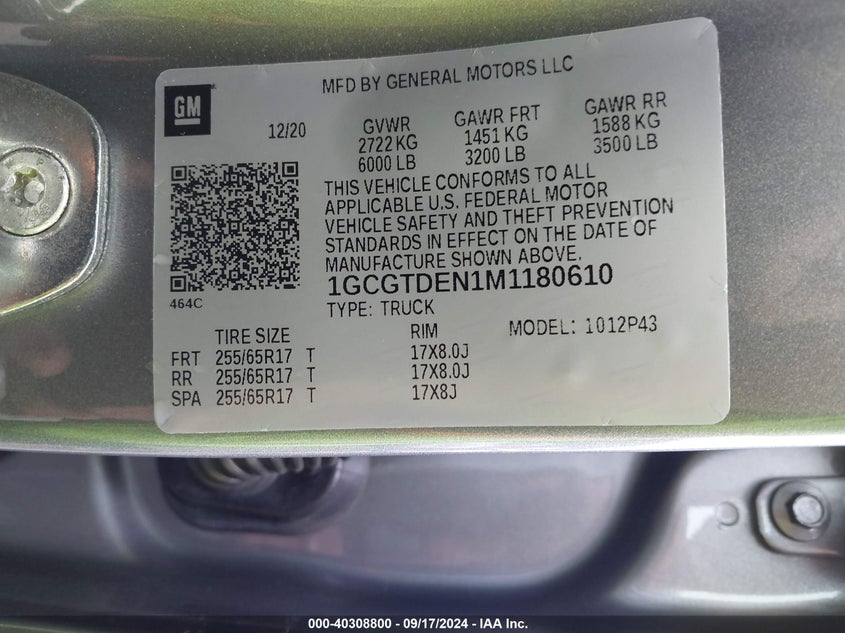 MFD BY GENERAL MOTORS LLC
GM
12/20
GVWR GAWR FRT GAWR RR
2722 KG 1451 KG 1588 KG
6000 LB 3200 LB 3500 LB
THIS VEHICLE CONFORMS TO ALL
APPLICABLE U.S. FEDERAL MOTOR
VEHICLE SAFETY AND THEFT PREVENTION
STANDARDS IN EFFECT ON THE DATE OF
MANUFACTURE SHOWN ABOVE.
464C
1GCGTDEN1M1180610
TYPE: TRUCK
TIRE SIZE RIM MODEL: 1012P43
FRT 255/65R17 T 17X8.0J
RR 255/65R17 T 17X8.0J
SPA 255/65R17 T 17X8J
000-40308800 - 09/17/2024 - IAA Inc.